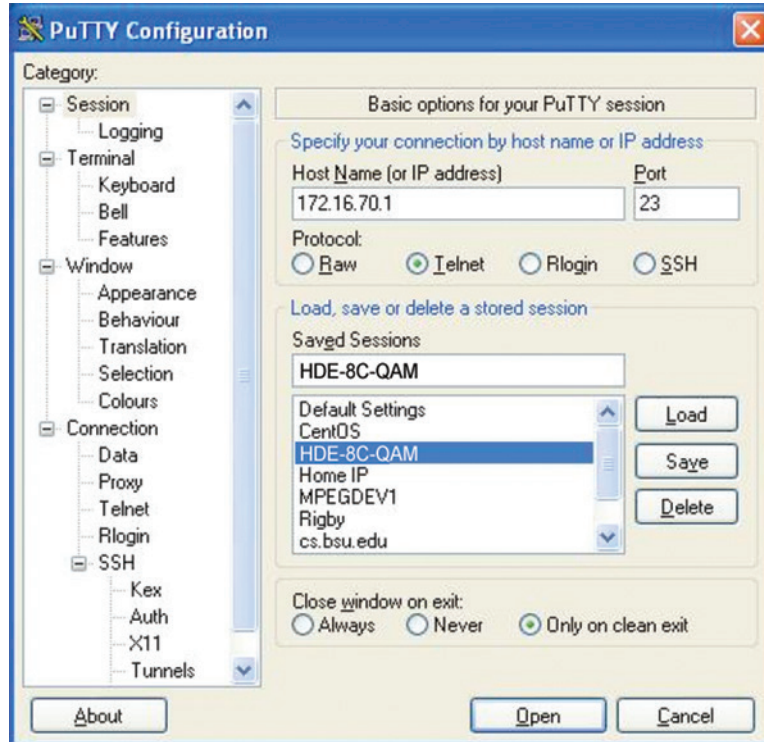 PuTTY Configuration
Category:
Session
Logging
Terminal
Keyboard
Bell
Features
Window
Appearance
Behaviour
Translation
Selection
Colours
Connection
Data
Proxy
Telnet
Rlogin
SSH
Kex
Auth
X11
Tunnels
Basic options for your PuTTY session
Specify your connection by host name or IP address
Host Name (or IP address) Port
172.16.70.1 23
Protocol:
Raw Telnet Rlogin SSH
Load, save or delete a stored session
Saved Sessions
HDE-8C-QAM
Default Settings
CentOS
HDE-8C-QAM
Home IP
MPEGDEV1
Rigby
cs.bsu.edu
Load
Save
Delete
Close window on exit:
Always Never Only on clean exit
About Open Cancel